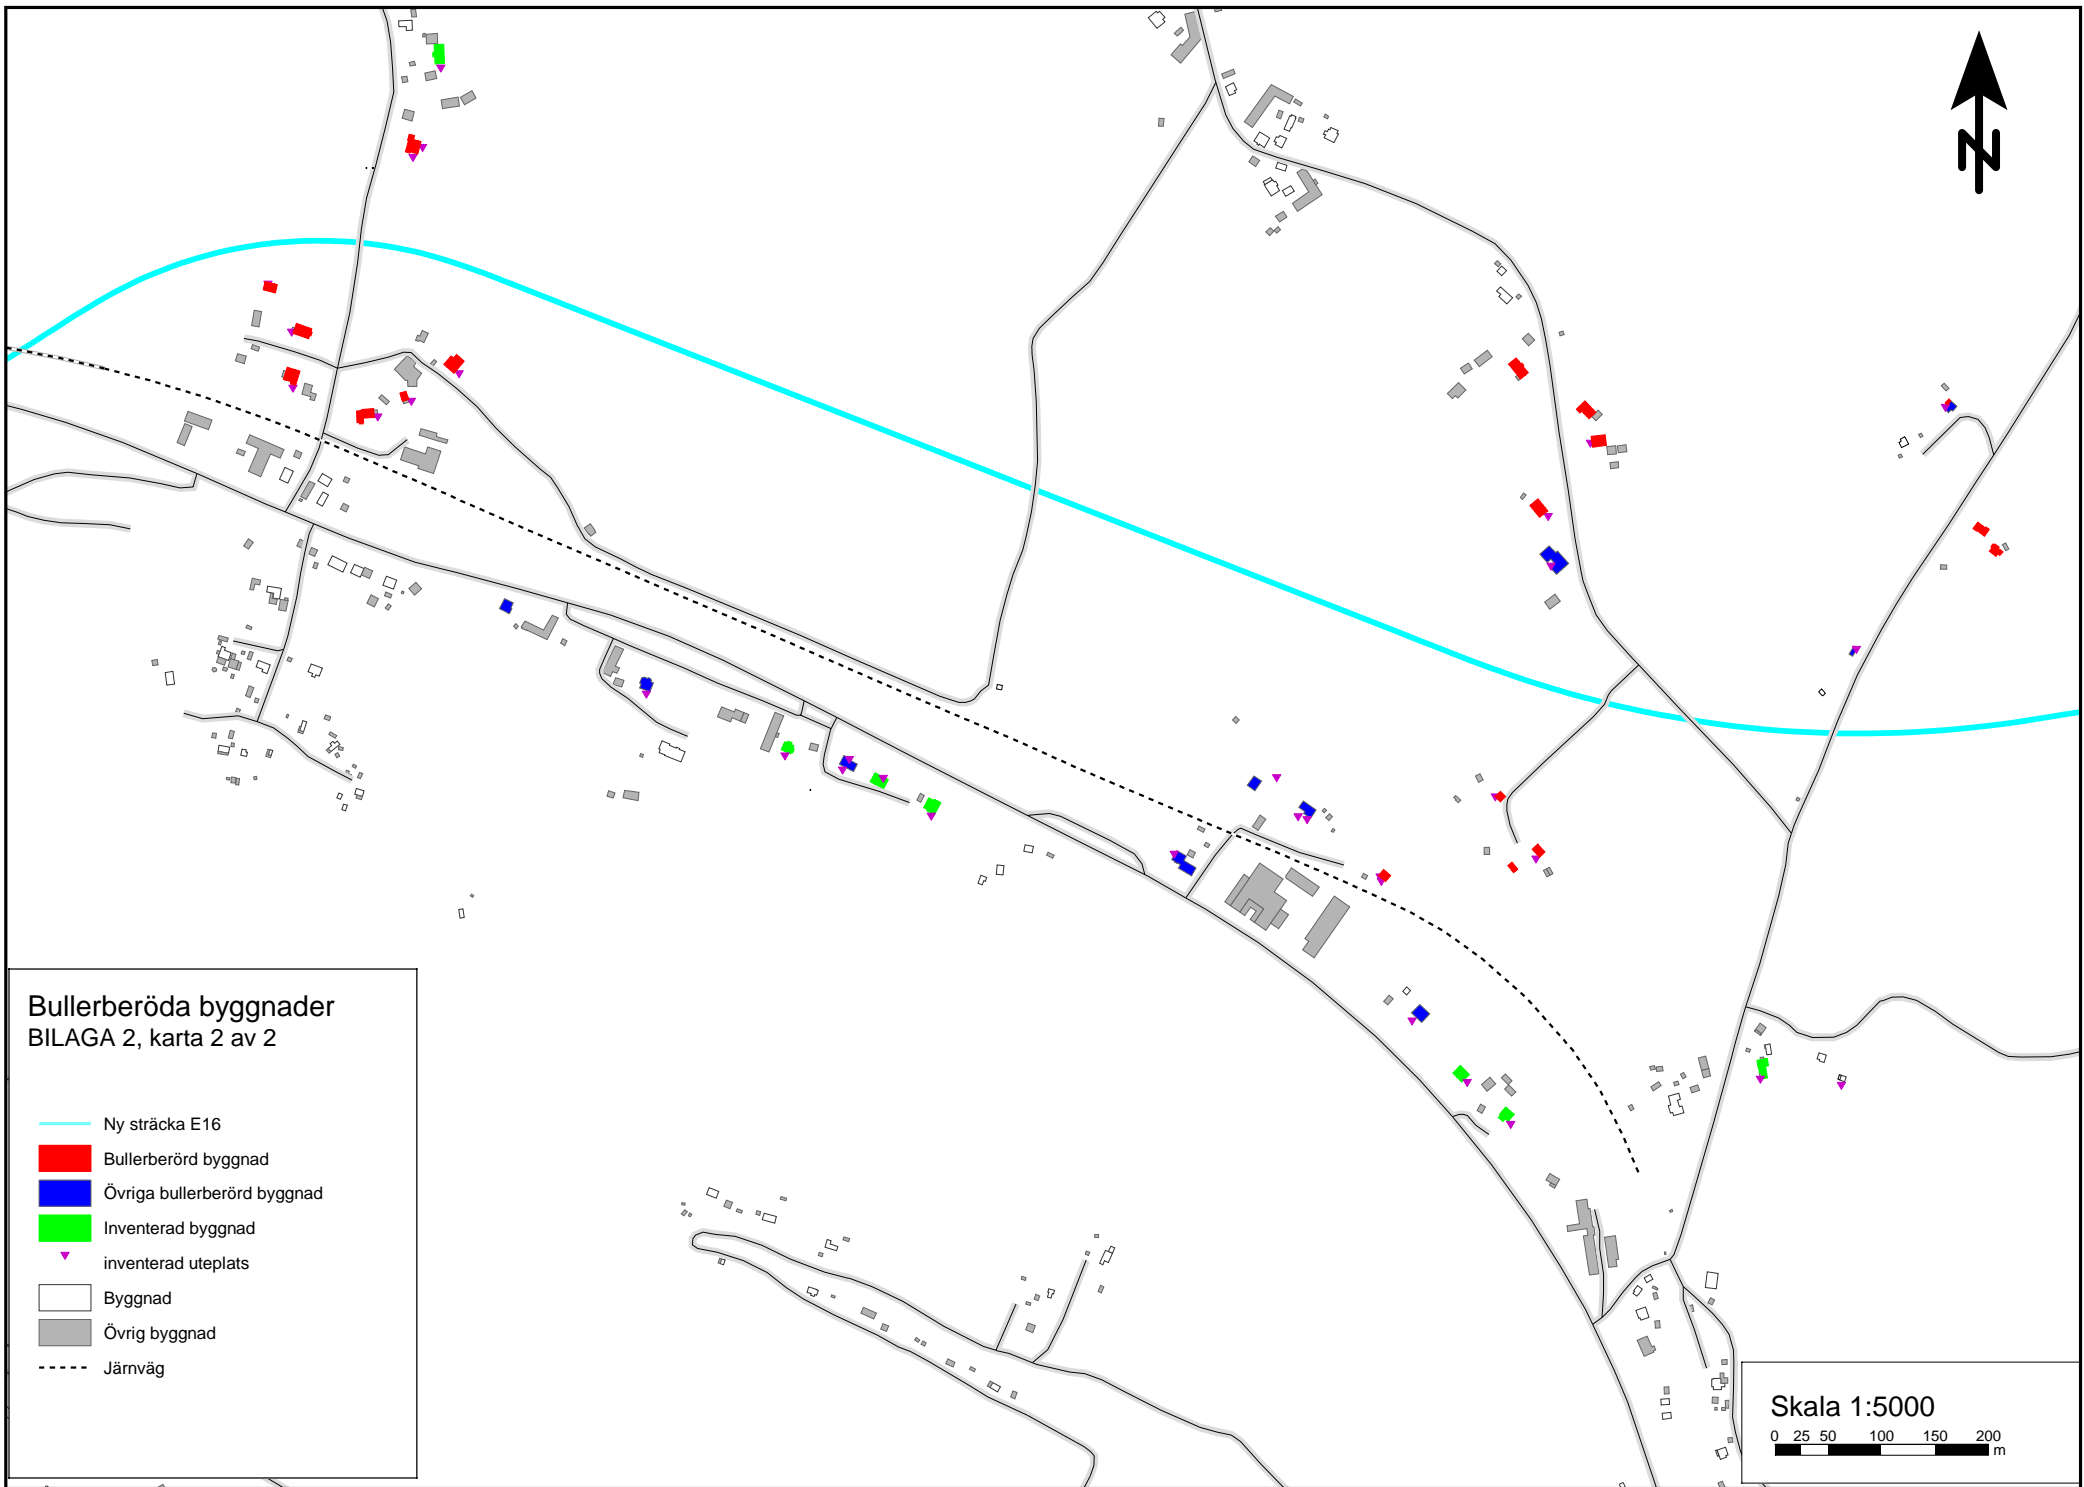 N
Bullerberöda byggnader
BILAGA 2, karta 2 av 2
Ny sträcka E16
Bullerberörd byggnad
Övriga bullerberörd byggnad
Inventerad byggnad
inventerad uteplats
Byggnad
Övrig byggnad
Järnväg
Skala 1:5000
0 25 50 100 150 200
m